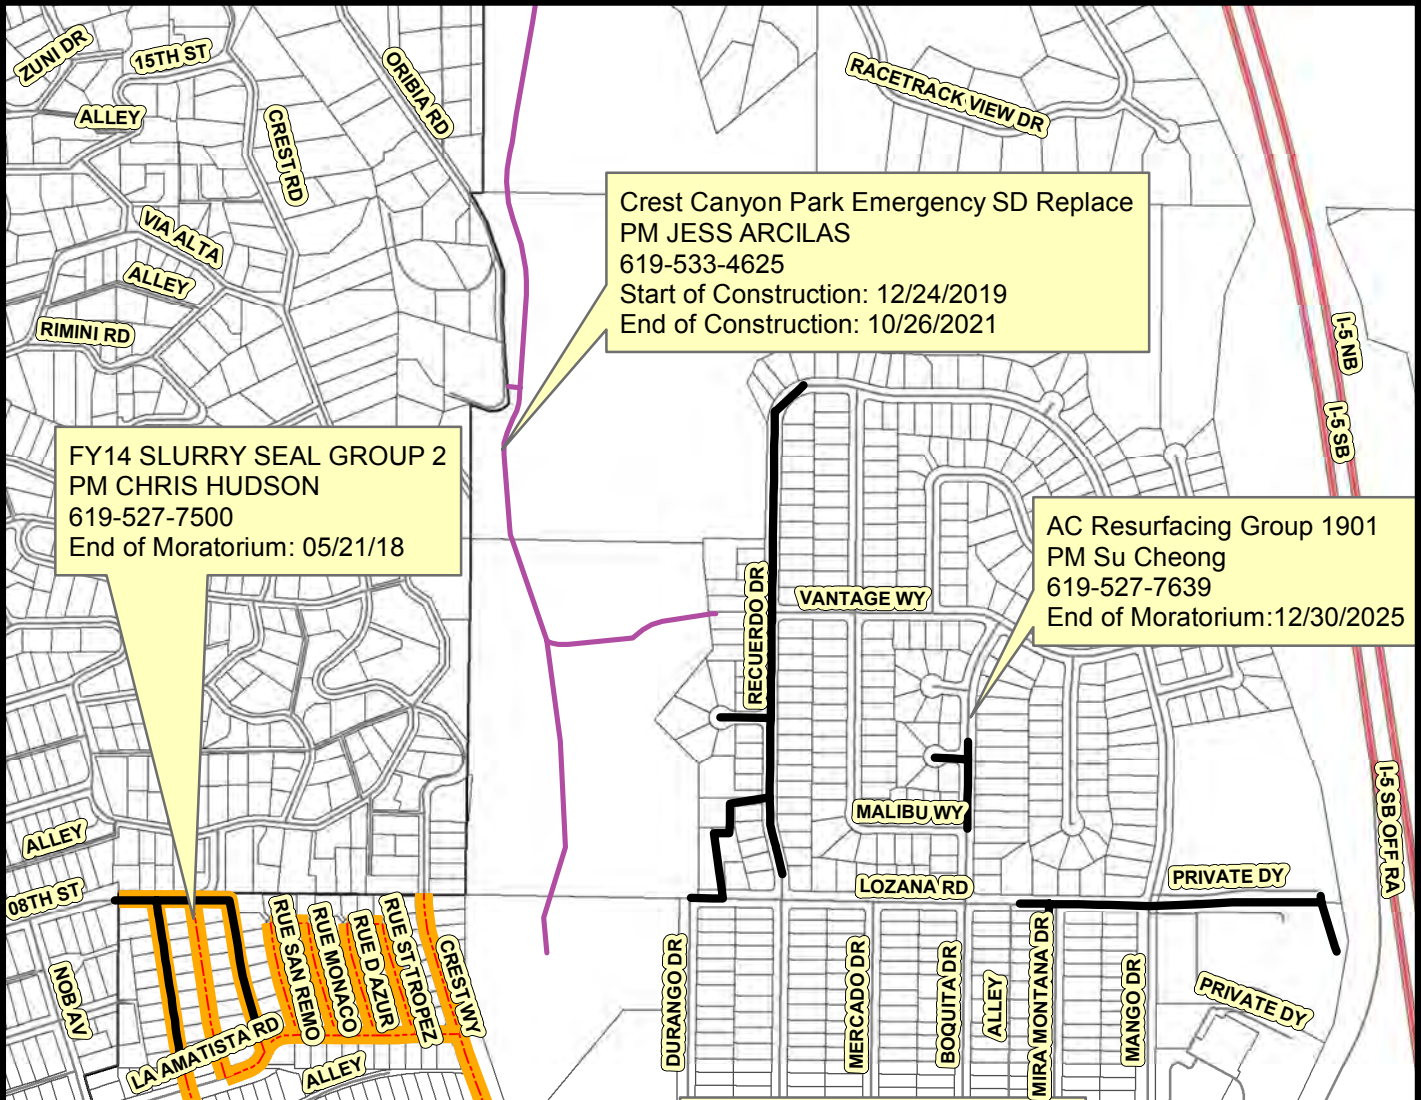 ZUNI DR
15TH ST
ALLEY
CREST RD
ORIBIA RD
RACETRACK VIEW DR
VIA ALTA
ALLEY
RIMINI RD
Crest Canyon Park Emergency SD Replace
PM JESS ARCILAS
619-533-4625
Start of Construction: 12/24/2019
End of Construction: 10/26/2021
I-5 NB
I-5 SB
FY14 SLURRY SEAL GROUP 2
PM CHRIS HUDSON
619-527-7500
End of Moratorium: 05/21/18
AC Resurfacing Group 1901
PM Su Cheong
619-527-7639
End of Moratorium:12/30/2025
RECUERDO DR
VANTAGE WY
MALIBU WY
I-5 SB OFF RA
ALLEY
08TH ST
LOZANA RD
PRIVATE DY
NOB AV
RUE SAN REMO
RUE MONACO
RUE D AZUR
RUE ST TROPEZ
CREST WY
LA AMATISTA RD
ALLEY
DURANGO DR
MERCADO DR
BOQUITA DR
ALLEY
MIRA MONTANA DR
MANGO DR
PRIVATE DY